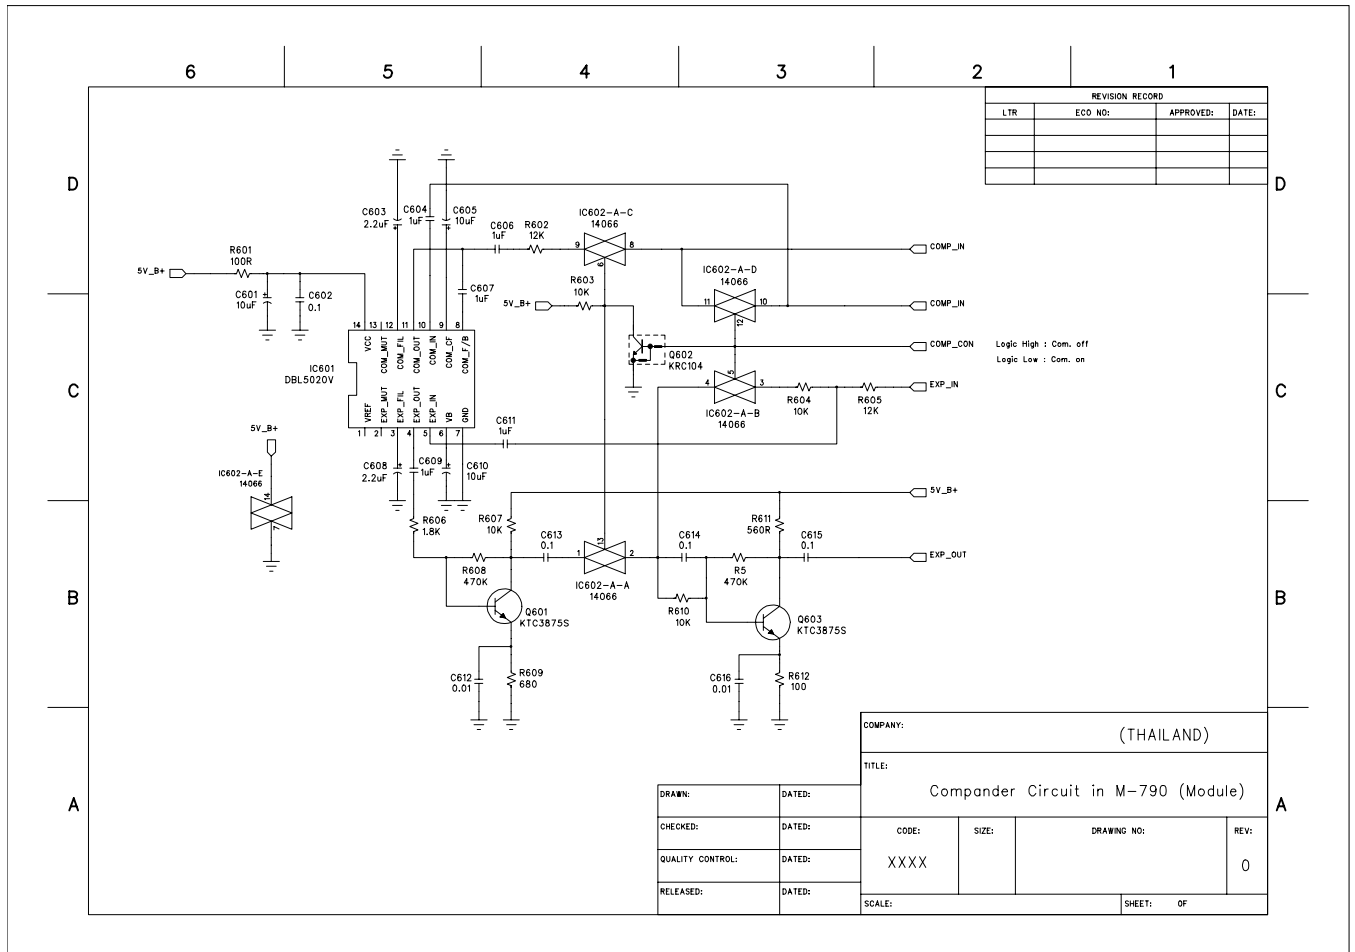 6 5 4 3 2 1
REVISION RECORD
LTR ECO NO: APPROVED: DATE:
D D
C603 2.2uF
C604 1uF
C605 10uF
C606 1uF
R602 12K
IC602-A-C 14066
9 8 6
COMP_IN
R601 100R
5V_B+
C601 10uF
C602 0.1
C607 1uF
R603 10K
5V_B+
IC602-A-D 14066
11 10 12
COMP_IN
14 13 12 11 10 9 8
VCC COM_MUT COM_FIL COM_OUT COM_IN COM_CF COM_F/B
IC601 DBL5020V
VREF EXP_MUT EXP_FIL EXP_OUT EXP_IN VB GND
1 2 3 4 5 6 7
Q602 KRC104
COMP_CON
Logic High : Com. off
Logic Low : Com. on
C C
4 3 5
IC602-A-B 14066
R604 10K
R605 12K
EXP_IN
C611 1uF
5V_B+
IC602-A-E 14066
14 7
C608 2.2uF
C609 1uF
C610 10uF
5V_B+
R606 1.8K
R607 10K
C613 0.1
13 1 2
IC602-A-A 14066
C614 0.1
R611 560R
C615 0.1
EXP_OUT
R608 470K
R5 470K
B B
Q601 KTC3875S
R610 10K
Q603 KTC3875S
C612 0.01
R609 680
C616 0.01
R612 100
A A
COMPANY:
(THAILAND)
TITLE:
Compander Circuit in M-790 (Module)
DRAWN: DATED:
CHECKED: DATED:
QUALITY CONTROL: DATED:
RELEASED: DATED:
CODE: SIZE: DRAWING NO: REV:
XXXX 0
SCALE: SHEET: OF